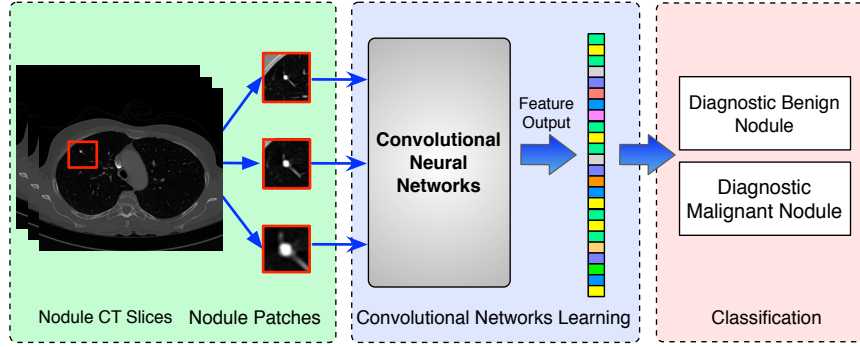 Nodule CT Slices
Nodule Patches
Convolutional
Neural
Networks
Feature
Output
Convolutional Networks Learning
Diagnostic Benign
Nodule
Diagnostic
Malignant Nodule
Classification